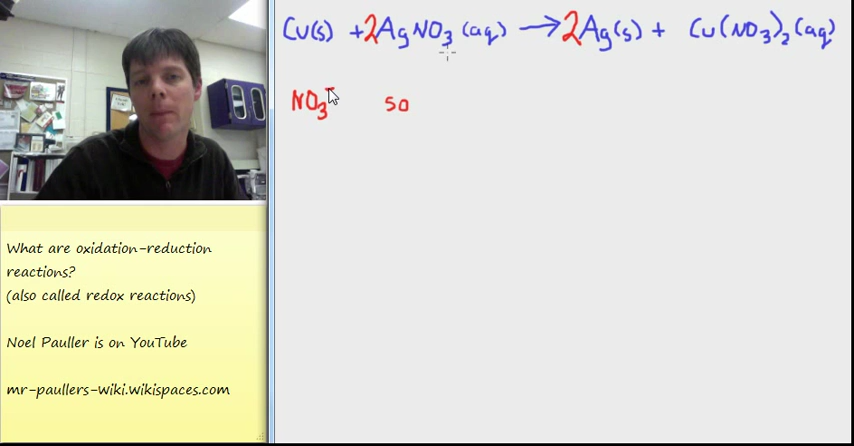 Cu(s) + 2AgNO₃(aq) → 2Ag(s) + Cu(NO₃)₂(aq)
NO₃⁻ SO
What are oxidation-reduction
reactions?
(also called redox reactions)
Noel Pauller is on YouTube
mr-paullers-wiki.wikispaces.com